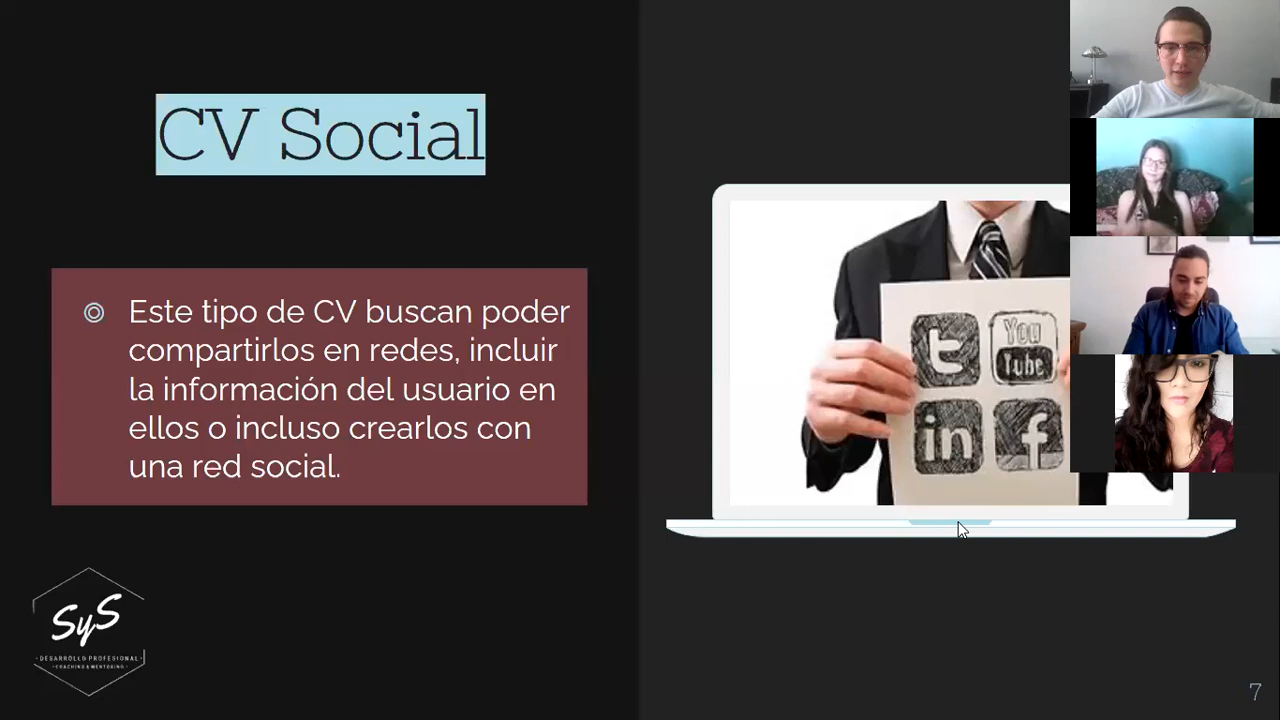 CV Social
Este tipo de CV buscan poder
compartirlos en redes, incluir
la información del usuario en
ellos o incluso crearlos con
una red social.
t
You
Tube
in
f
SyS
DESARROLLO PROFESIONAL
COACHING & MENTORING
7